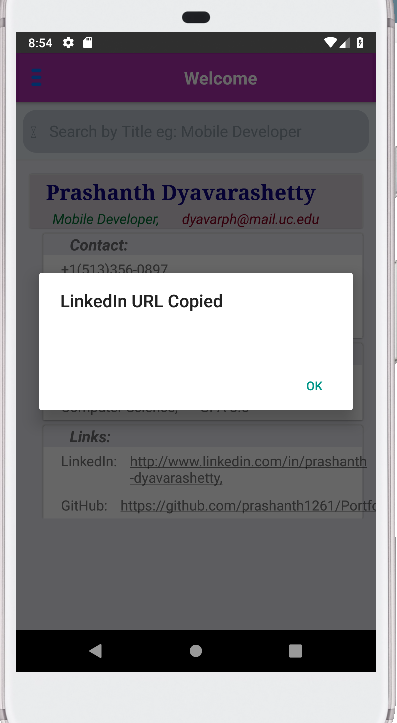 8:54
Welcome
Search by Title eg: Mobile Developer
Prashanth Dyavarashetty
Mobile Developer, dyavarph@mail.uc.edu
Contact:
+1(513)356-0897
LinkedIn URL Copied
OK
Computer Science,
Links:
LinkedIn: http://www.linkedin.com/in/prashanth
-dyavarashetty,
GitHub: https://github.com/prashanth1261/Portfo